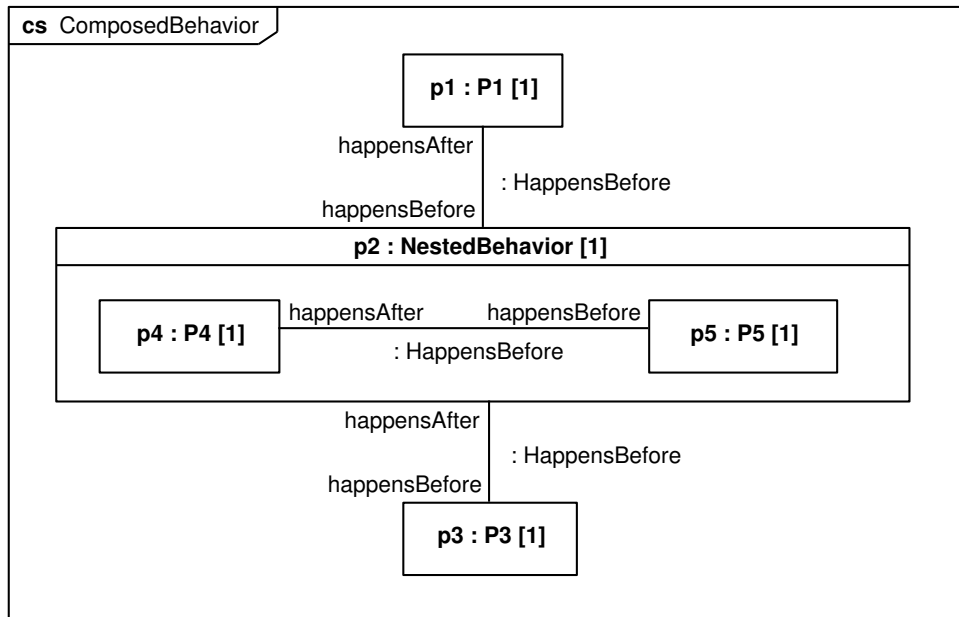 cs ComposedBehavior
p1 : P1 [1]
happensAfter
: HappensBefore
happensBefore
p2 : NestedBehavior [1]
happensAfter happensBefore
p4 : P4 [1] p5 : P5 [1]
: HappensBefore
happensAfter
: HappensBefore
happensBefore
p3 : P3 [1]